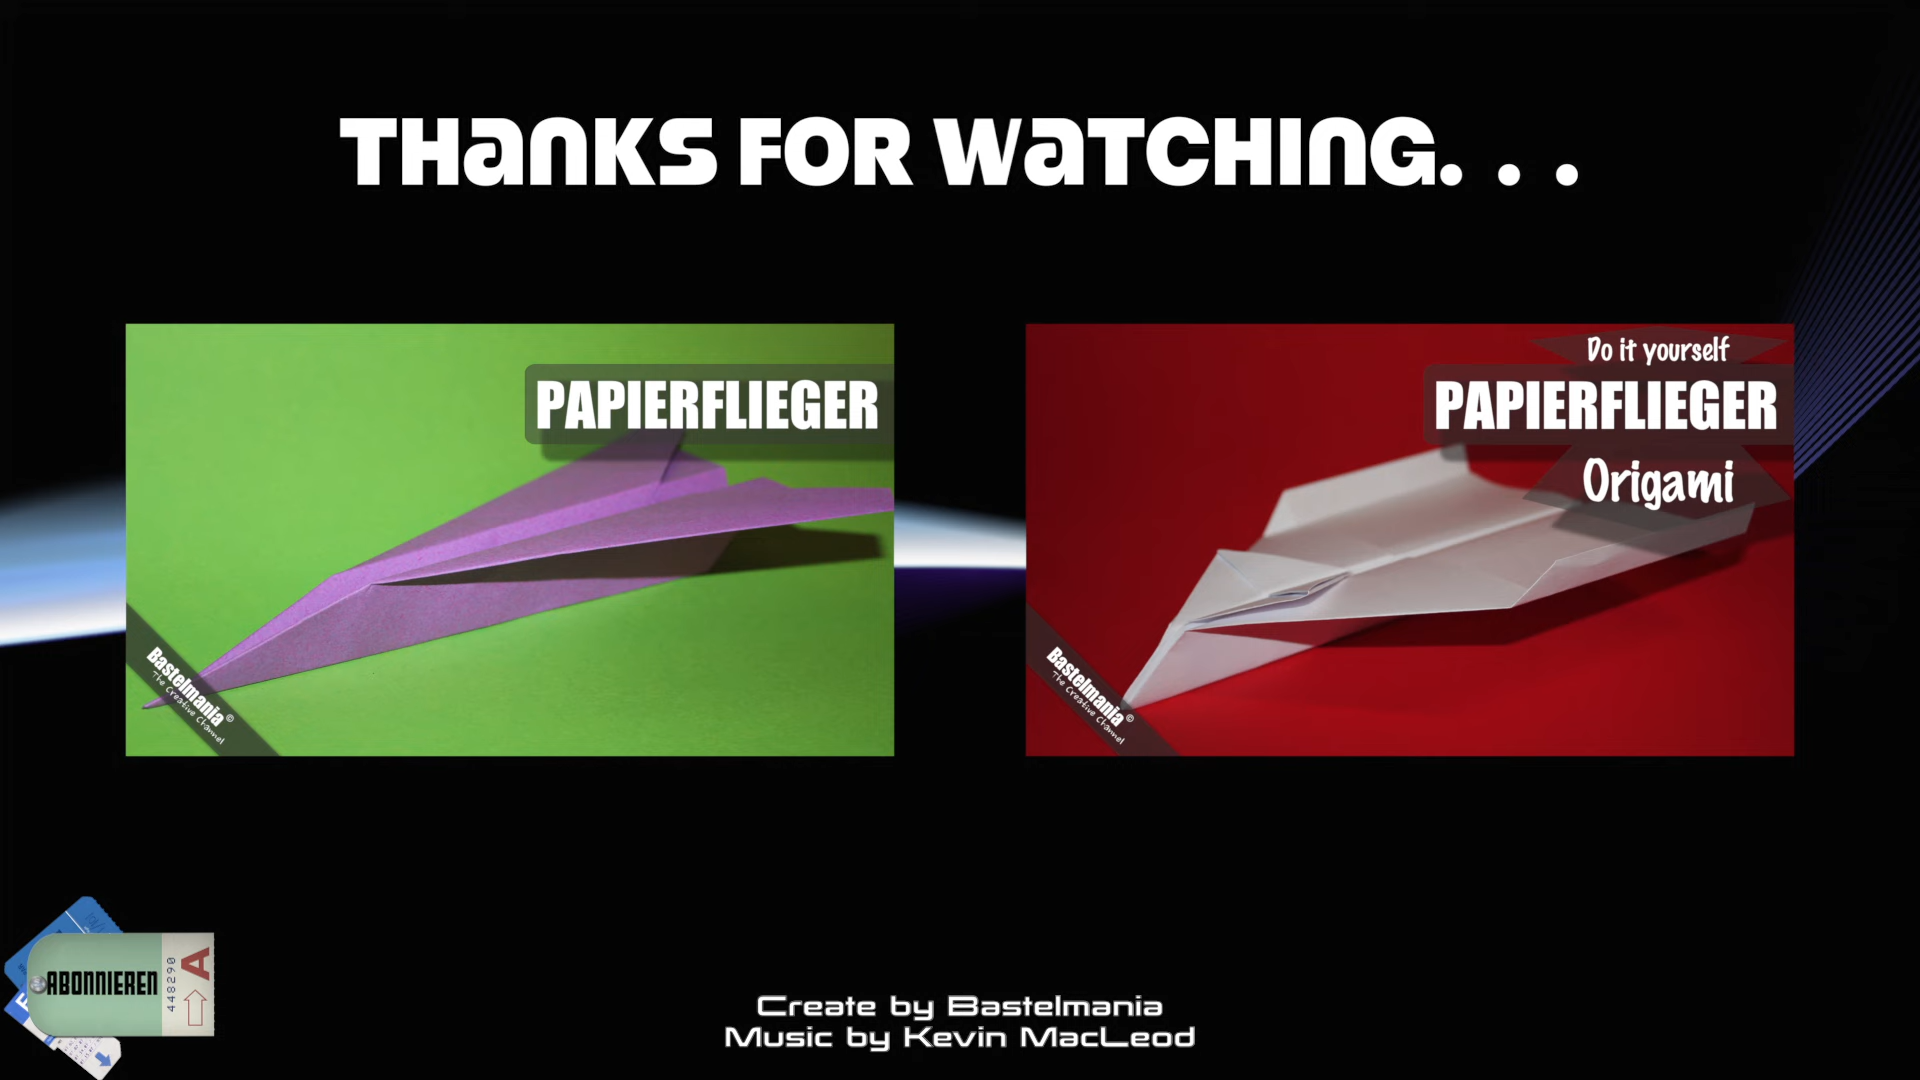 THANKS FOR WATCHING. . .
PAPIERFLIEGER
Bastelmania ©
The Creative Channel
Do it yourself
PAPIERFLIEGER
Origami
Bastelmania ©
The Creative Channel
ABONNIEREN
448290
A
Create by Bastelmania
Music by Kevin MacLeod